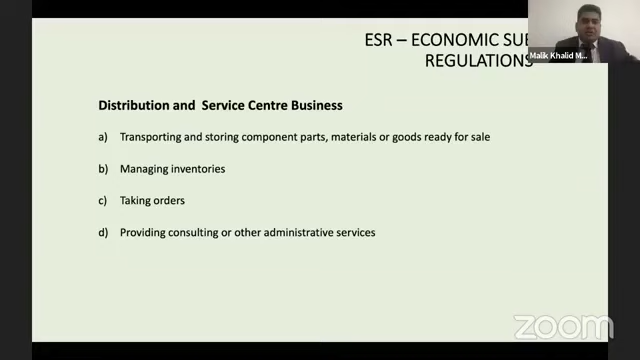 ESR – ECONOMIC SUB
REGULATIONS
Malik Khalid M...
Distribution and Service Centre Business
a) Transporting and storing component parts, materials or goods ready for sale
b) Managing inventories
c) Taking orders
d) Providing consulting or other administrative services
zoom